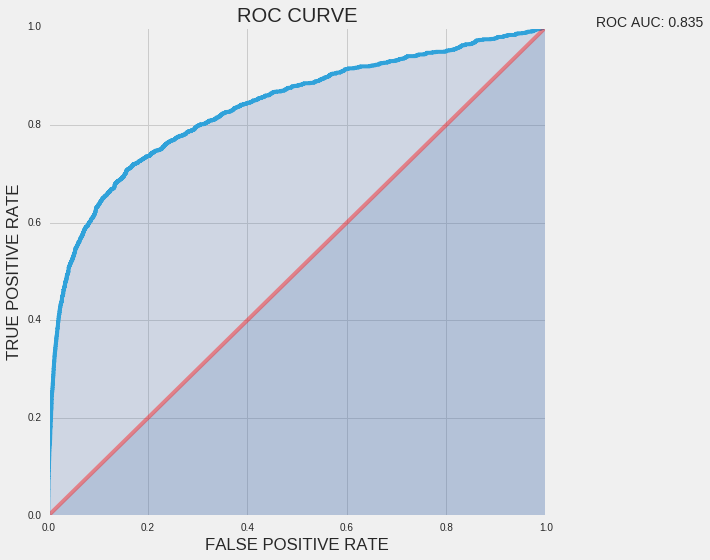 ROC CURVE
ROC AUC: 0.835
TRUE POSITIVE RATE
1.0
0.8
0.6
0.4
0.2
0.0
0.0 0.2 0.4 0.6 0.8 1.0
FALSE POSITIVE RATE